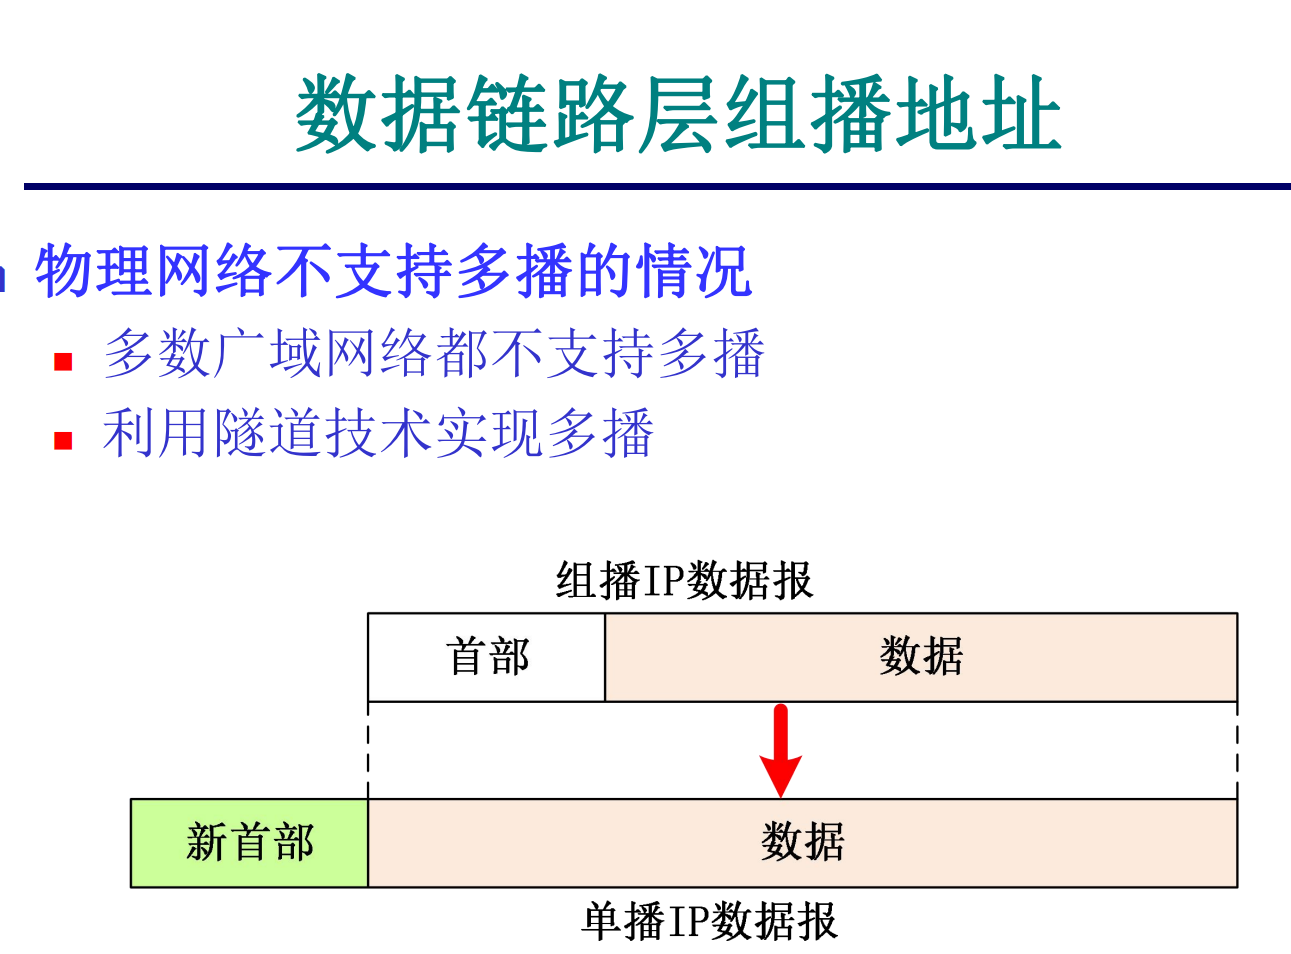 数据链路层组播地址
物理网络不支持多播的情况
多数广域网络都不支持多播
利用隧道技术实现多播
组播IP数据报
首部 数据
新首部 数据
单播IP数据报